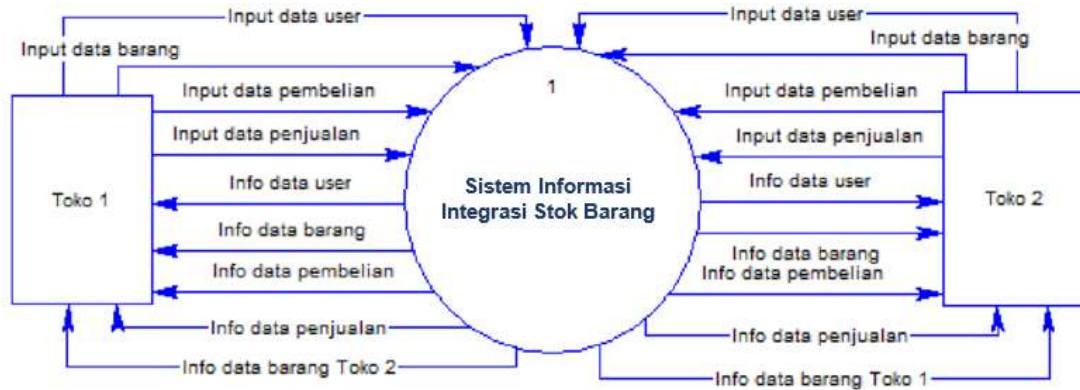 Input data user
Input data barang
Input data pembelian
Input data penjualan
Info data user
Info data barang
Info data pembelian
Info data penjualan
Info data barang Toko 2
Toko 1
1
Sistem Informasi
Integrasi Stok Barang
Input data user
Input data barang
Input data pembelian
Input data penjualan
Info data user
Info data barang
Info data pembelian
Info data penjualan
Info data barang Toko 1
Toko 2